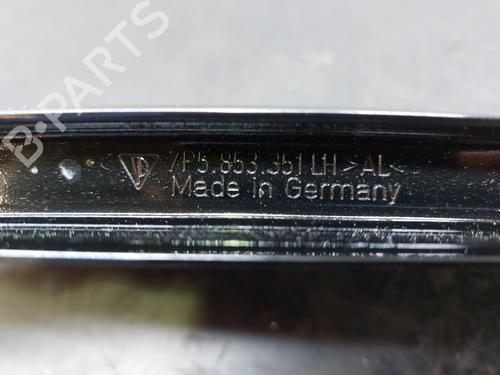 B-PARTS
7P5 853 351 LH >AL<
Made in Germany